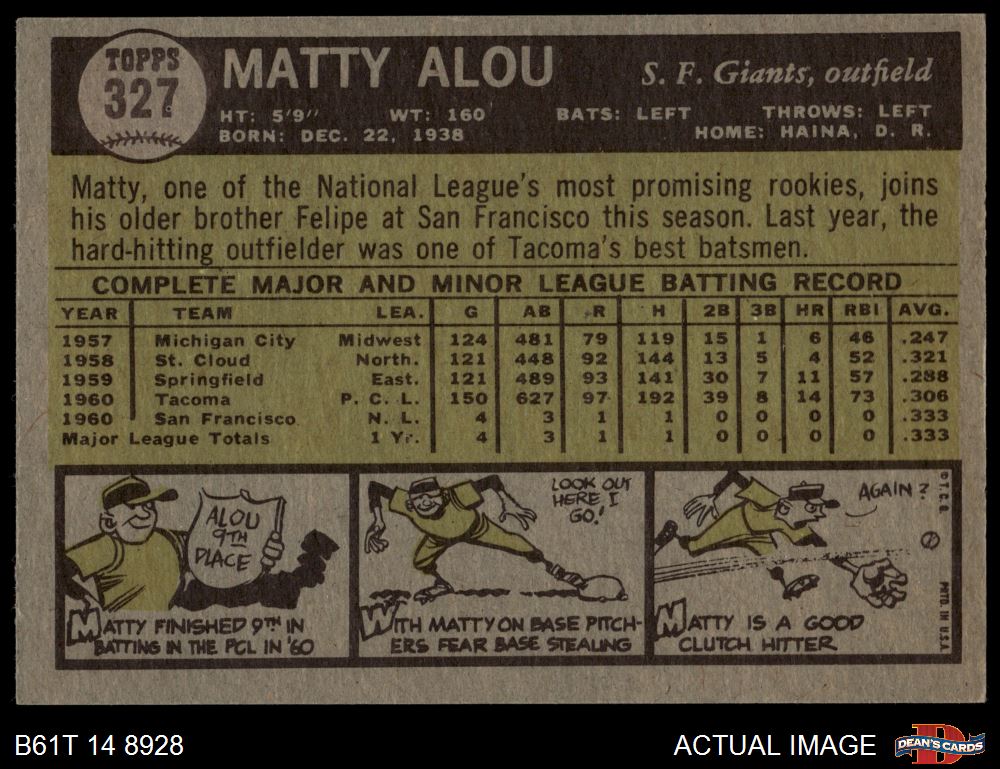 TOPPS
327
MATTY ALOU
S. F. Giants, outfield
HT: 5'9" WT: 160 BATS: LEFT THROWS: LEFT
BORN: DEC. 22, 1938 HOME: HAINA, D. R.
Matty, one of the National League's most promising rookies, joins
his older brother Felipe at San Francisco this season. Last year, the
hard-hitting outfielder was one of Tacoma's best batsmen.
COMPLETE MAJOR AND MINOR LEAGUE BATTING RECORD
YEAR TEAM LEA. G AB R H 2B 3B HR RBI AVG.
1957 Michigan City Midwest 124 481 79 119 15 1 6 46 .247
1958 St. Cloud North. 121 448 92 144 13 5 4 52 .321
1959 Springfield East. 121 489 93 141 30 7 11 57 .288
1960 Tacoma P. C. L. 150 627 97 192 39 8 14 73 .306
1960 San Francisco N. L. 4 3 1 1 0 0 0 0 .333
Major League Totals 1 Yr. 4 3 1 1 0 0 0 0 .333
ALOU
9TH
PLACE
MATTY FINISHED 9TH IN
BATTING IN THE PCL IN '60
LOOK OUT
HERE I
GO!
WITH MATTY ON BASE PITCH-
ERS FEAR BASE STEALING
AGAIN?
MATTY IS A GOOD
CLUTCH HITTER
© T.C.G. PRTD. IN U.S.A.
B61T 14 8928
ACTUAL IMAGE
D
DEAN'S CARDS